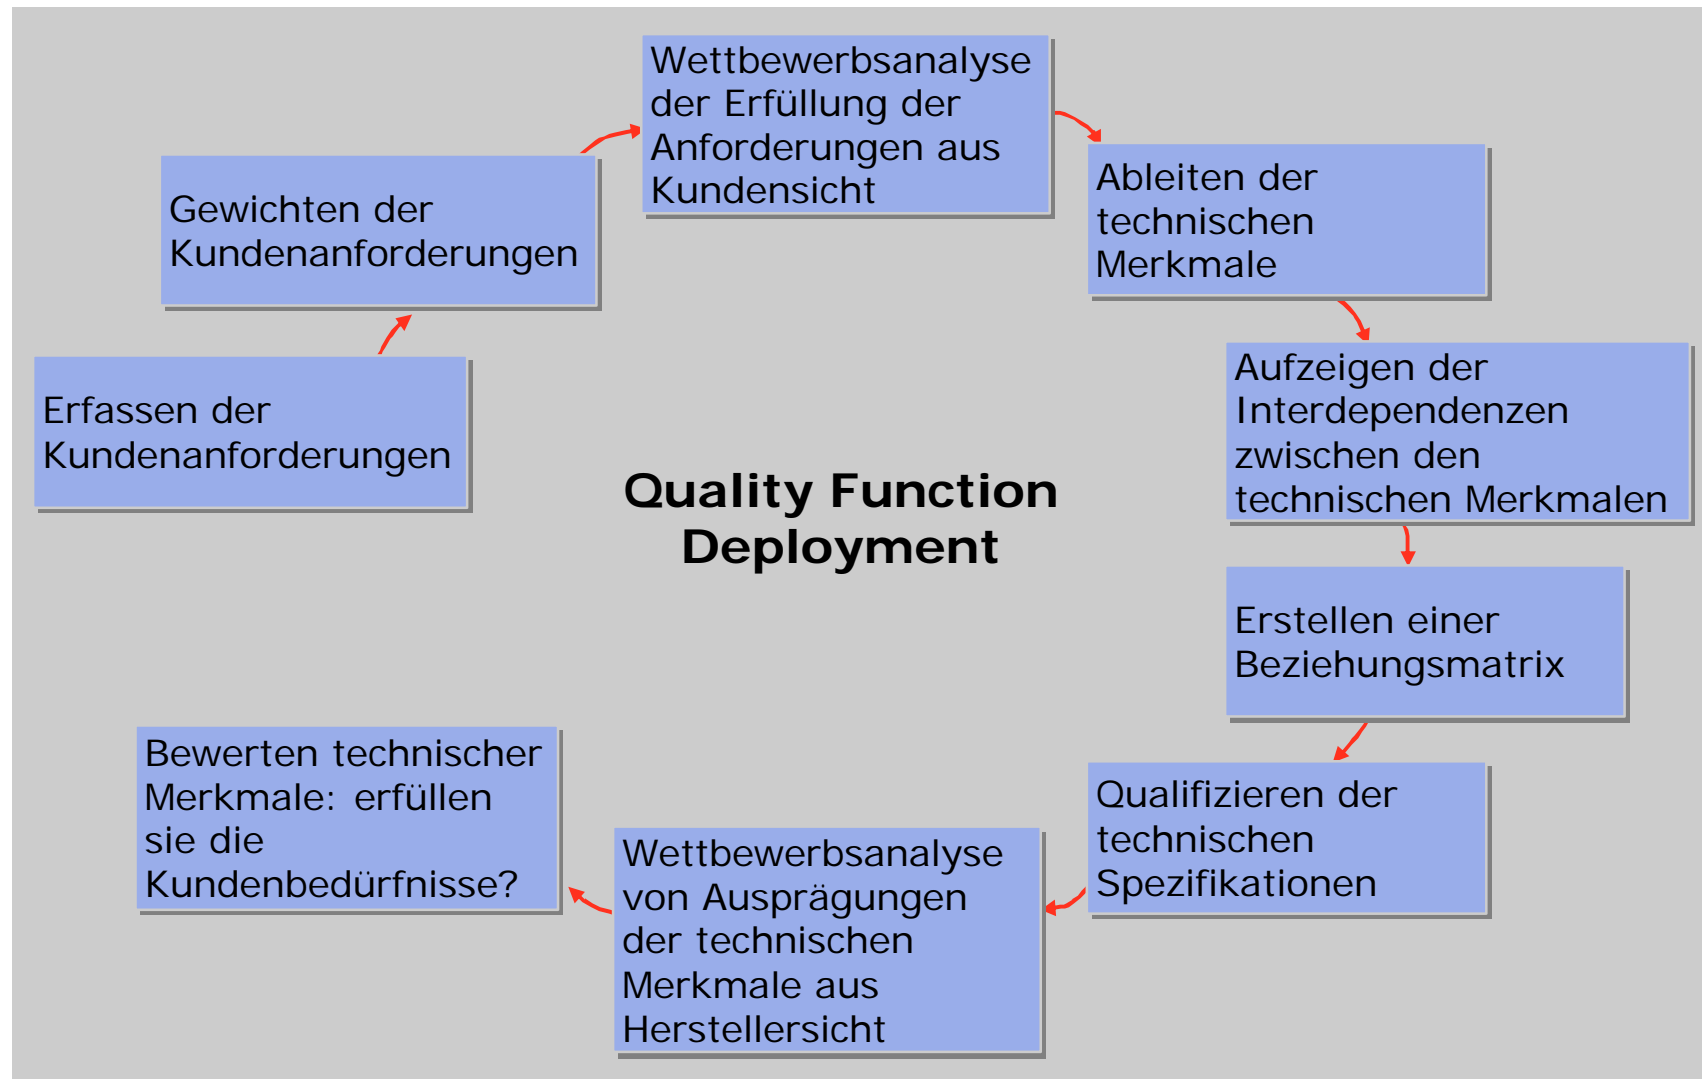 Wettbewerbsanalyse
der Erfüllung der
Anforderungen aus
Kundensicht
Gewichten der
Kundenanforderungen
Ableiten der
technischen
Merkmale
Erfassen der
Kundenanforderungen
Aufzeigen der
Interdependenzen
zwischen den
technischen Merkmalen
Quality Function
Deployment
Erstellen einer
Beziehungsmatrix
Bewerten technischer
Merkmale: erfüllen
sie die
Kundenbedürfnisse?
Qualifizieren der
technischen
Spezifikationen
Wettbewerbsanalyse
von Ausprägungen
der technischen
Merkmale aus
Herstellersicht